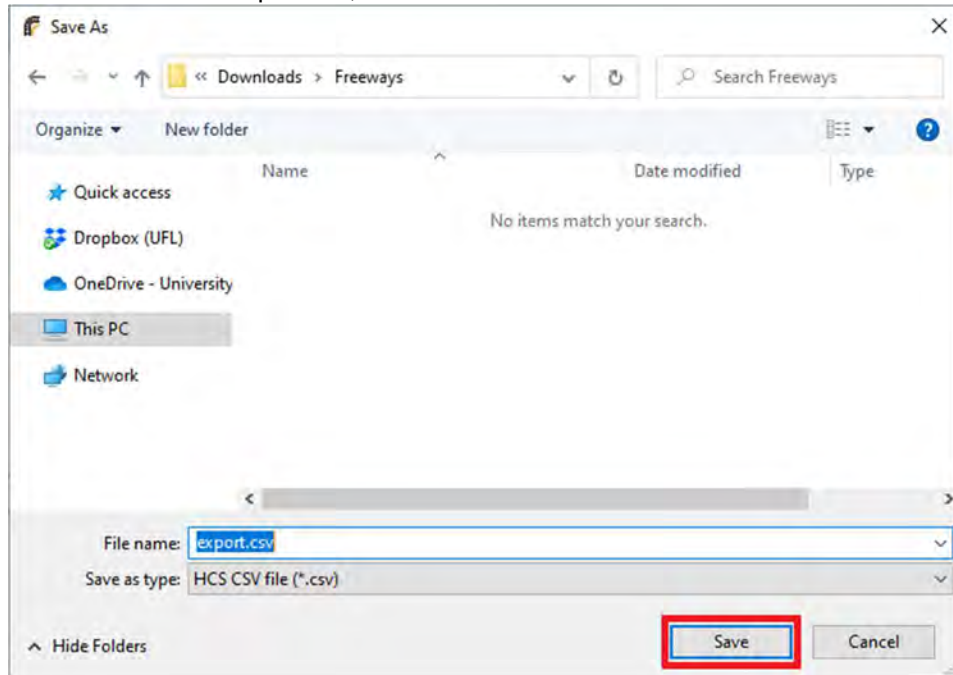 Save As
« Downloads > Freeways
Search Freeways
Organize
New folder
Name
Date modified
Type
Quick access
No items match your search.
Dropbox (UFL)
OneDrive - University
This PC
Network
File name: export.csv
Save as type: HCS CSV file (*.csv)
Hide Folders
Save
Cancel